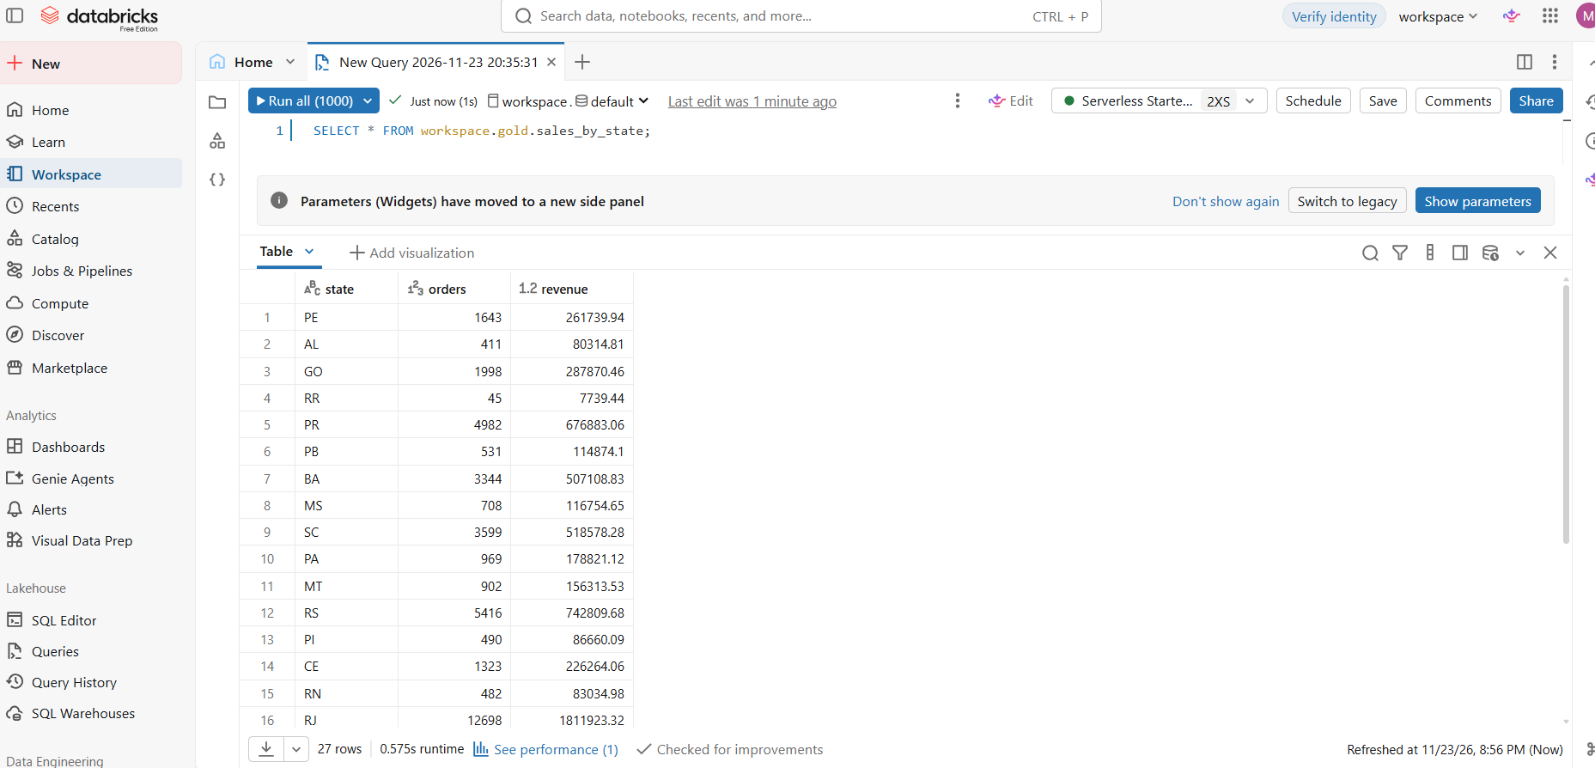 databricks
Free Edition
Search data, notebooks, recents, and more...
CTRL + P
Verify identity
workspace
M
New
Home
Learn
Workspace
Recents
Catalog
Jobs & Pipelines
Compute
Discover
Marketplace
Analytics
Dashboards
Genie Agents
Alerts
Visual Data Prep
Lakehouse
SQL Editor
Queries
Query History
SQL Warehouses
Data Engineering
Home
New Query 2026-11-23 20:35:31
Run all (1000)
Just now (1s)
workspace.
default
Last edit was 1 minute ago
Edit
Serverless Starte...
2XS
Schedule
Save
Comments
Share
1 SELECT * FROM workspace.gold.sales_by_state;
Parameters (Widgets) have moved to a new side panel
Don't show again
Switch to legacy
Show parameters
Table
Add visualization
ABC state 123 orders 1.2 revenue
1 PE 1643 261739.94
2 AL 411 80314.81
3 GO 1998 287870.46
4 RR 45 7739.44
5 PR 4982 676883.06
6 PB 531 114874.1
7 BA 3344 507108.83
8 MS 708 116754.65
9 SC 3599 518578.28
10 PA 969 178821.12
11 MT 902 156313.53
12 RS 5416 742809.68
13 PI 490 86660.09
14 CE 1323 226264.06
15 RN 482 83034.98
16 RJ 12698 1811923.32
27 rows
0.575s runtime
See performance (1)
Checked for improvements
Refreshed at 11/23/26, 8:56 PM (Now)